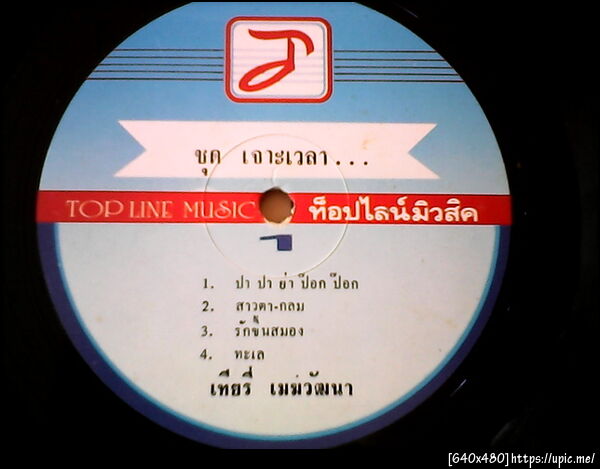 ชุด เจาะเวลา...
TOP LINE MUSIC ท็อปไลน์มิวสิค
1. ปา ปา ย่า ป๊อก ป๊อก
2. สาวตา-กลม
3. รักขึ้นสมอง
4. ทะเล
เทียรี่ เมฆวัฒนา
[640x480]https://upic.me/